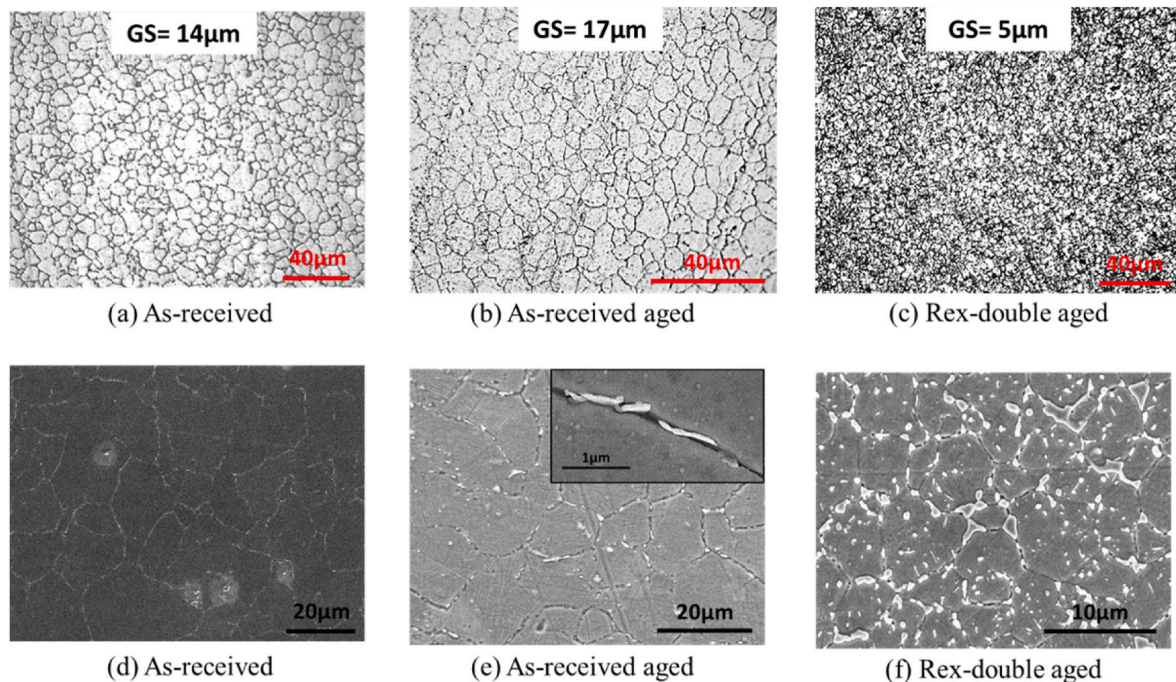 GS= 14μm
GS= 17μm
GS= 5μm
40μm
40μm
40μm
(a) As-received
(b) As-received aged
(c) Rex-double aged
1μm
20μm
20μm
10μm
(d) As-received
(e) As-received aged
(f) Rex-double aged